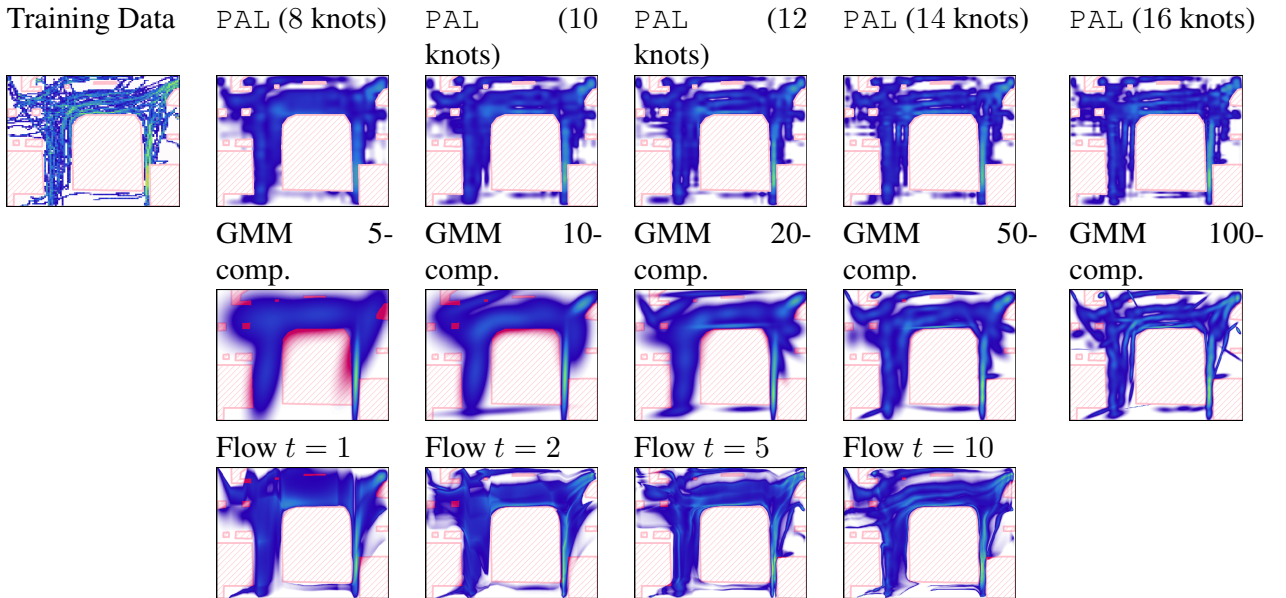 Training Data PAL (8 knots) PAL (10 PAL (12 PAL (14 knots) PAL (16 knots)
knots) knots)
GMM 5- GMM 10- GMM 20- GMM 50- GMM 100-
comp. comp. comp. comp. comp.
Flow t = 1 Flow t = 2 Flow t = 5 Flow t = 10